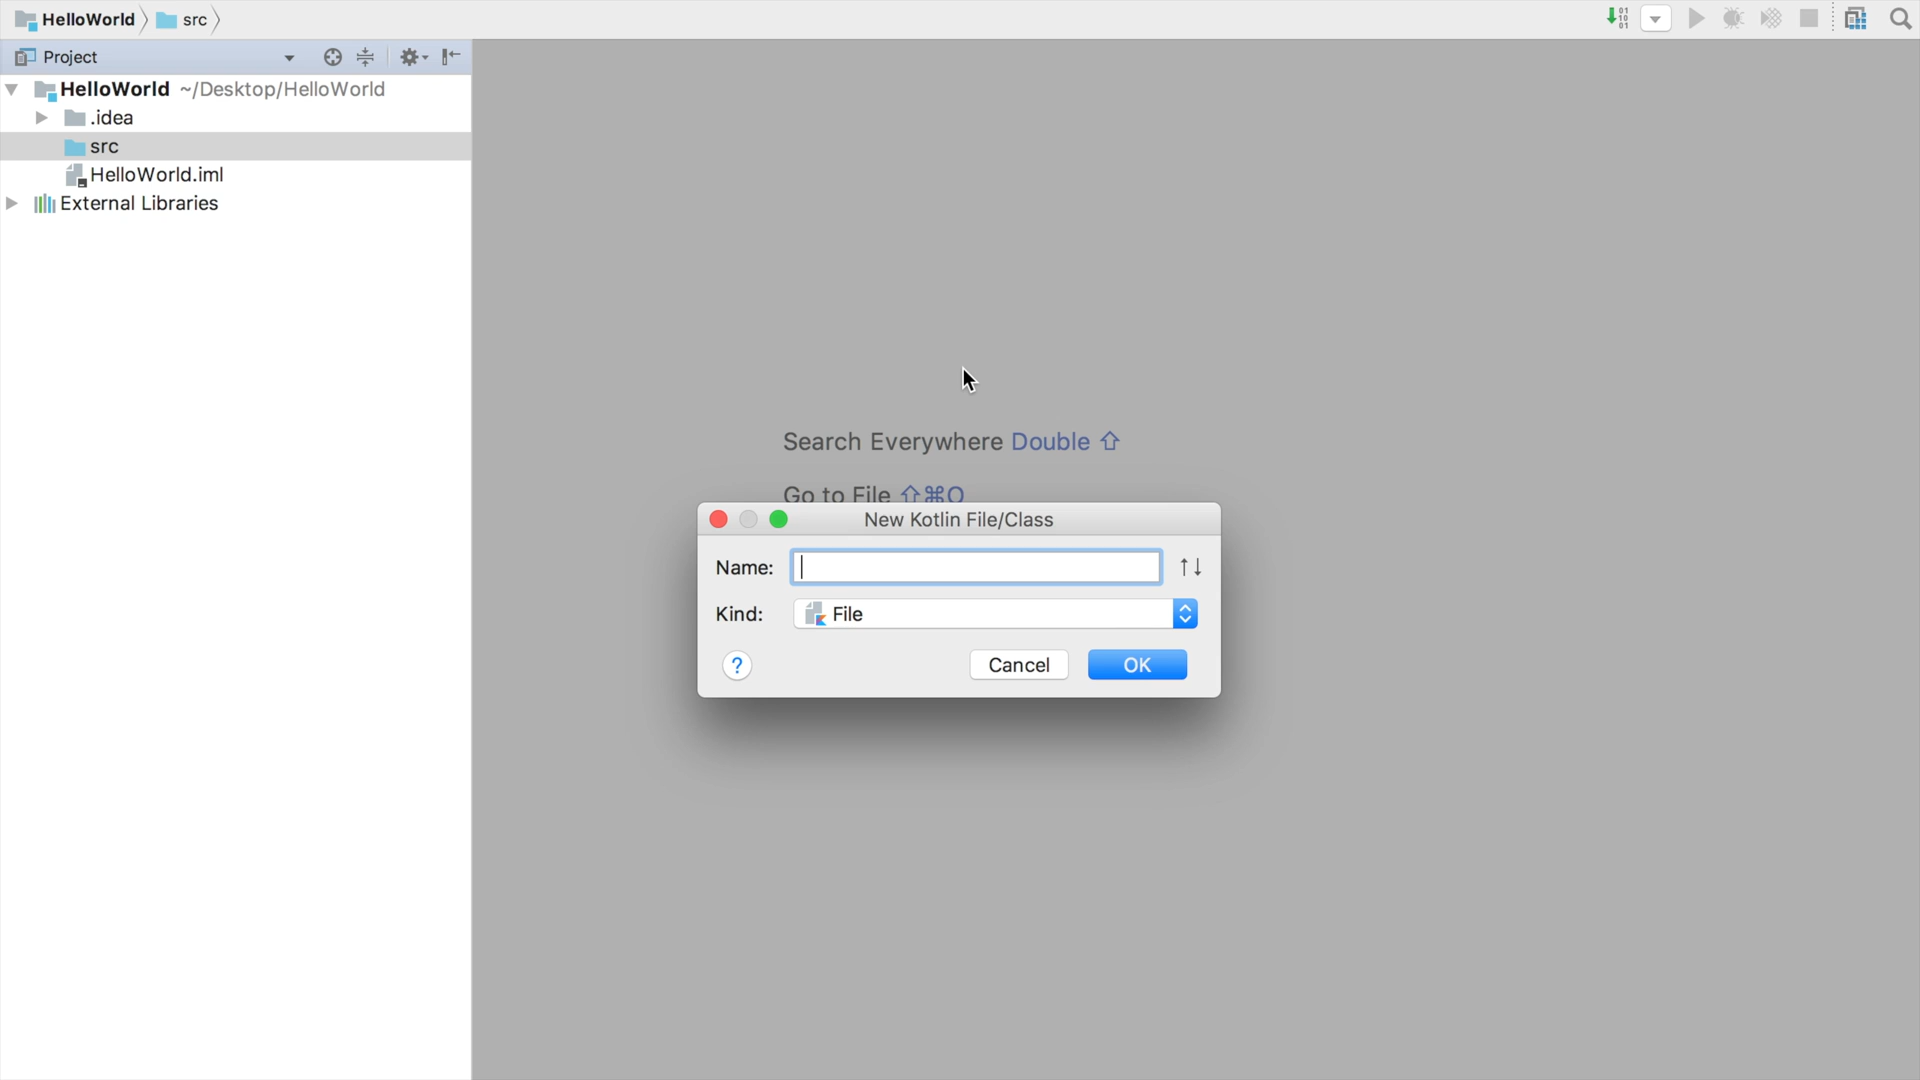 HelloWorld src
Project
HelloWorld ~/Desktop/HelloWorld
.idea
src
HelloWorld.iml
External Libraries
Search Everywhere Double ⇧
Go to File ⇧⌘O
New Kotlin File/Class
Name:
Kind: File
? Cancel OK